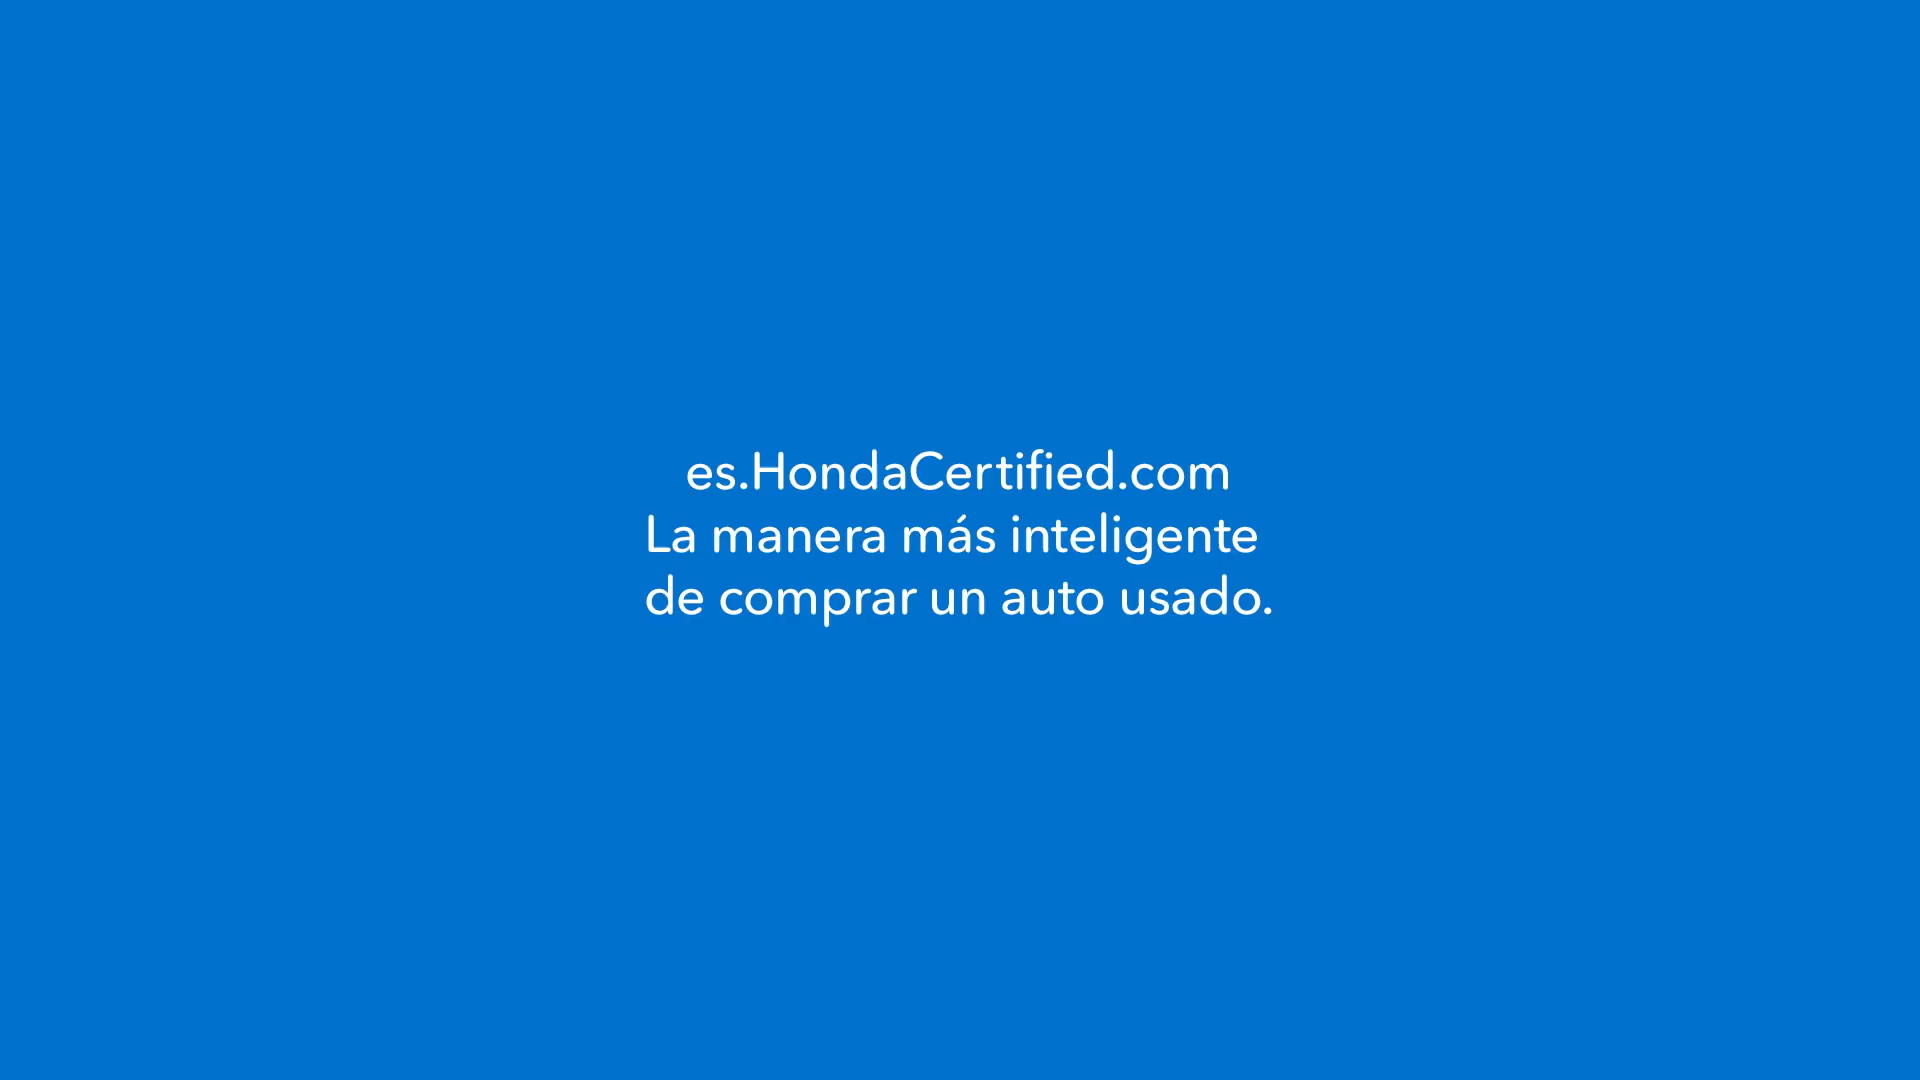 es.HondaCertified.com
La manera más inteligente
de comprar un auto usado.